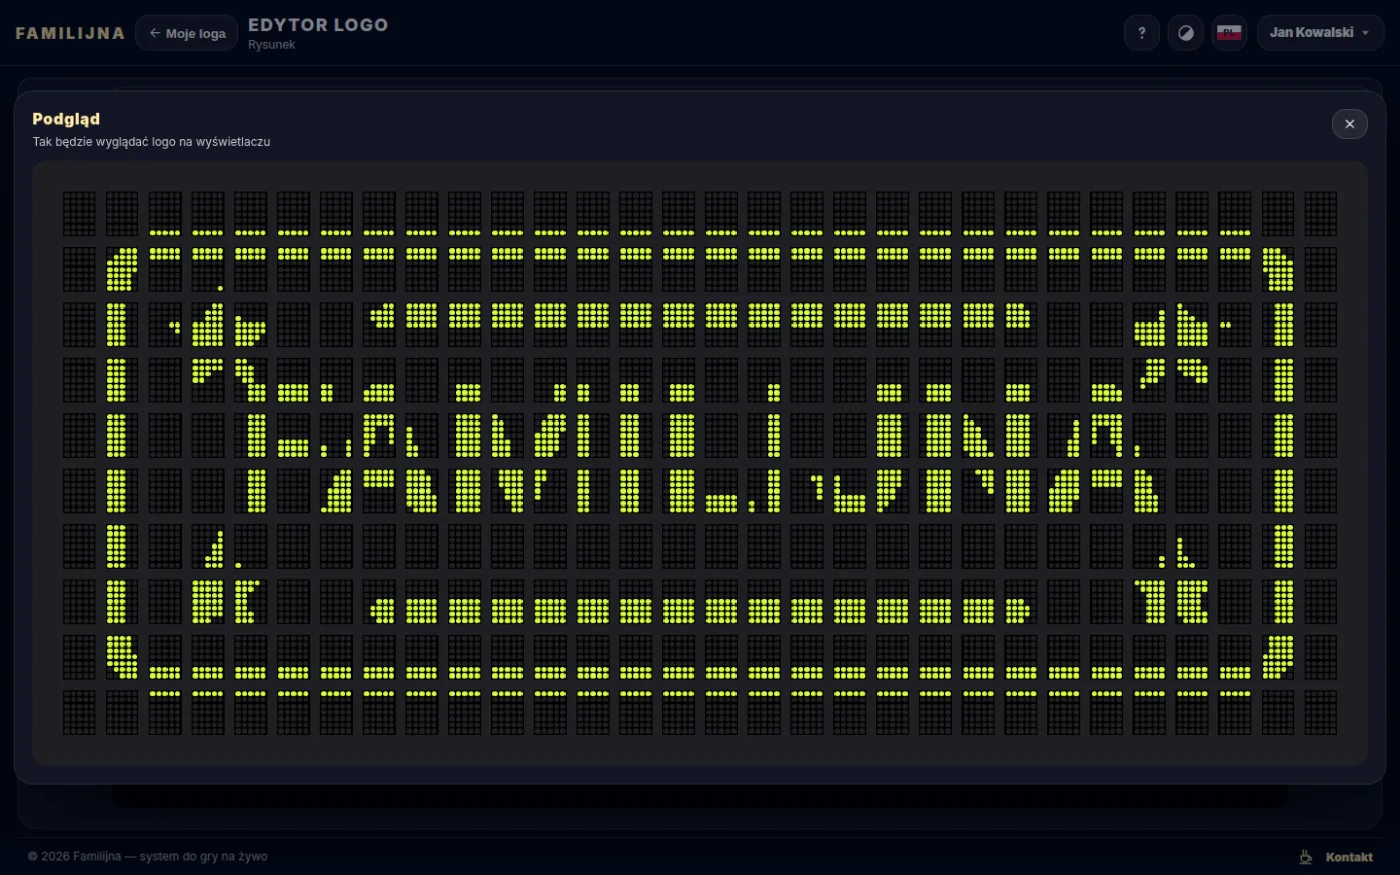 FAMILIJNA
← Moje loga
EDYTOR LOGO
Rysunek
?
PL
Jan Kowalski
Podgląd
Tak będzie wyglądać logo na wyświetlaczu
FAMILIJNA
© 2026 Familijna — system do gry na żywo
Kontakt